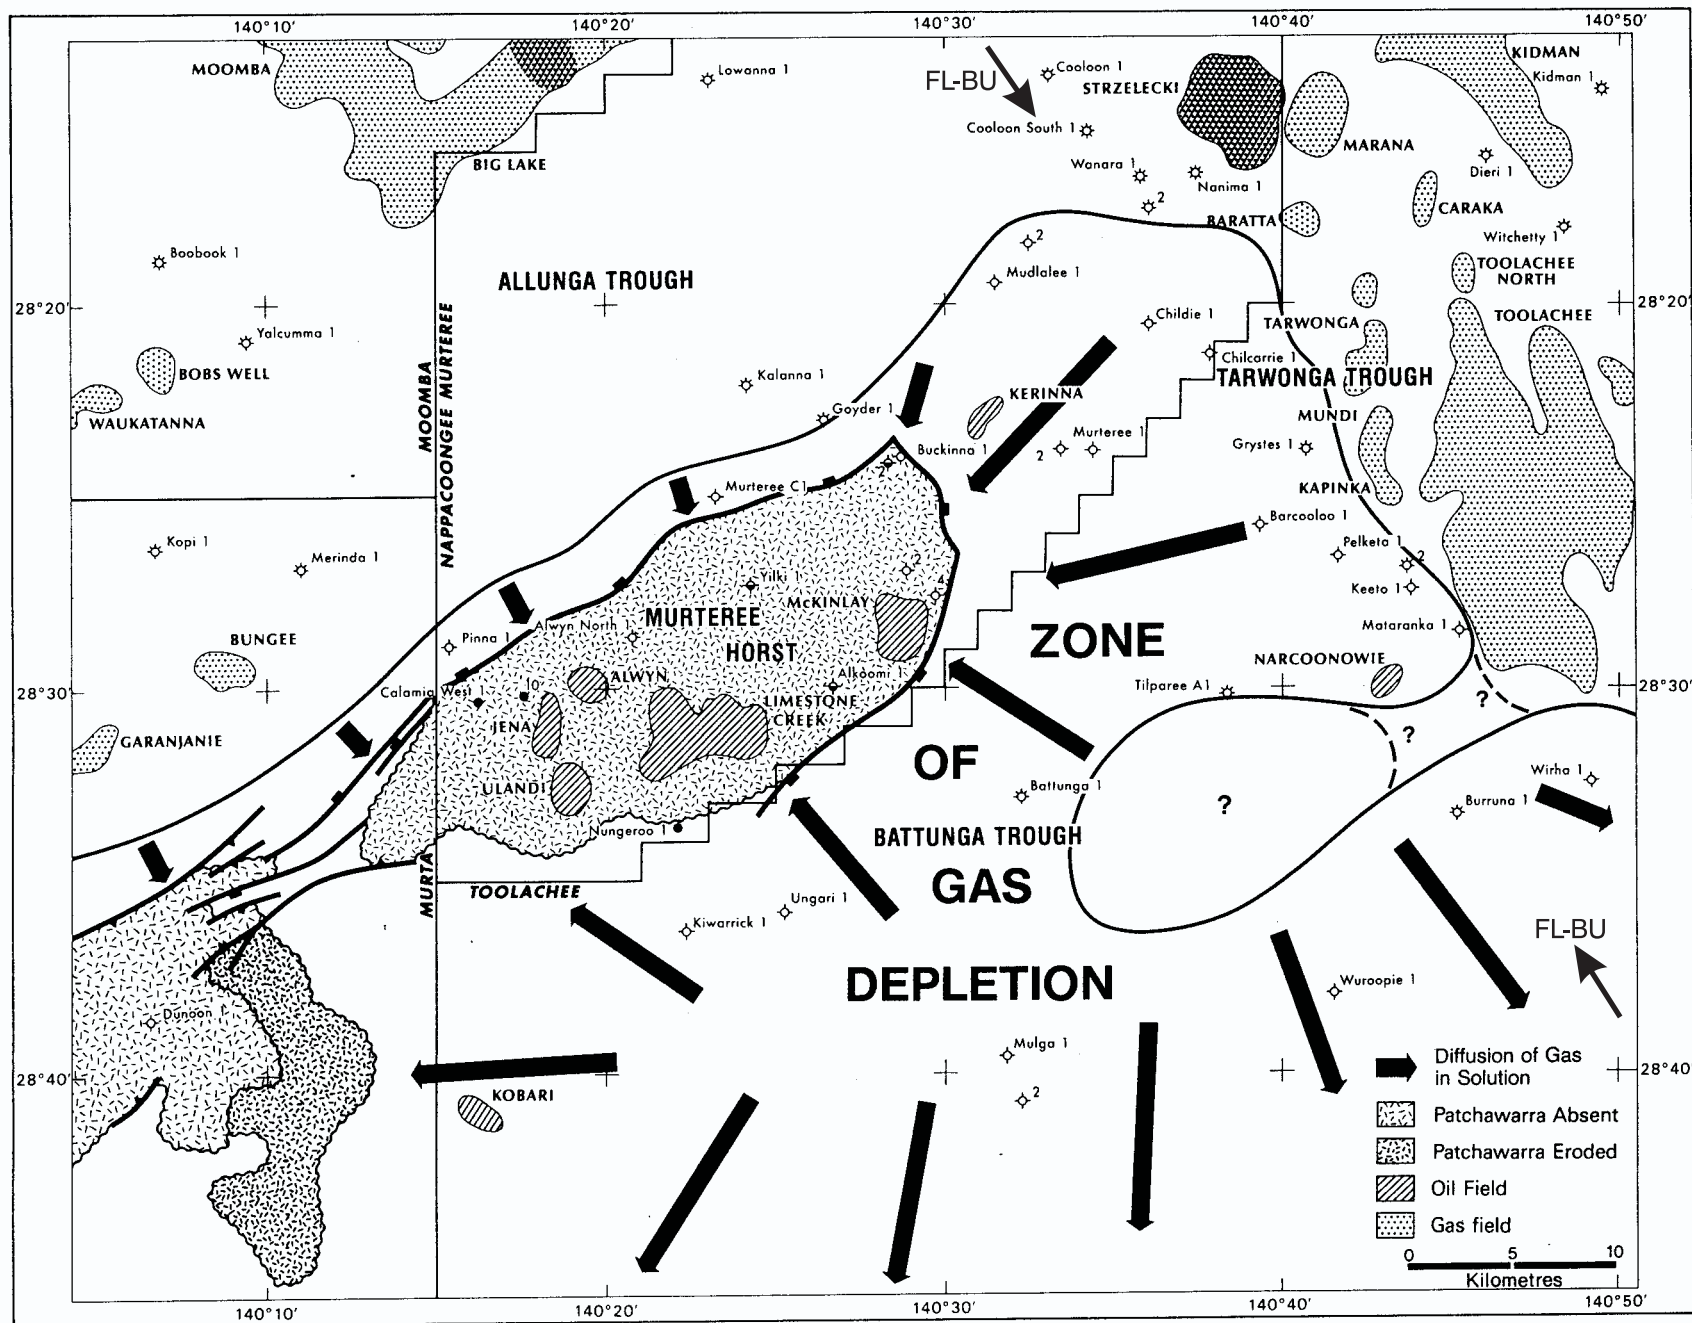 140°10'
140°20'
140°30'
140°40'
140°50'
MOOMBA
Lowanna 1
FL-BU
Cooloon 1
STRZELECKI
KIDMAN
Kidman 1
Cooloon South 1
MARANA
BIG LAKE
Wanara 1
Nanima 1
Dieri 1
2
BARATTA
CARAKA
Witchetty 1
Boobook 1
2
Mudlalee 1
TOOLACHEE
NORTH
ALLUNGA TROUGH
28°20'
28°20'
Childie 1
TARWONGA
TOOLACHEE
Yalcumma 1
Chilcarrie 1
BOBS WELL
MOOMBA
NAPPACOONGEE MURTEREE
Kalanna 1
KERINNA
TARWONGA TROUGH
WAUKATANNA
Goyder 1
MUNDI
Murteree 1
2
Grystes 1
Buckinna 1
2
Murteree C1
KAPINKA
Barcooloo 1
Kopi 1
Merinda 1
Pelketa 1
2
Yilki 1
2
4
McKINLAY
Keeto 1
MURTEREE
HORST
ZONE
Alwyn North 1
Pinna 1
Mataranka 1
BUNGEE
NARCOONOWIE
28°30'
28°30'
ALWYN
Alkoomi 1
Tilparee A1
Calamia West 1
10
LIMESTONE
CREEK
JENA
?
?
GARANJANIE
OF
ULANDI
Battunga 1
?
Wirha 1
Burruna 1
Nungeroo 1
BATTUNGA TROUGH
MURTA
TOOLACHEE
GAS
Ungari 1
Kiwarrick 1
FL-BU
DEPLETION
Wuroopie 1
Dunoon 1
Mulga 1
2
28°40'
28°40'
KOBARI
Diffusion of Gas
in Solution
Patchawarra Absent
Patchawarra Eroded
Oil Field
Gas field
0 5 10
Kilometres
140°10'
140°20'
140°30'
140°40'
140°50'